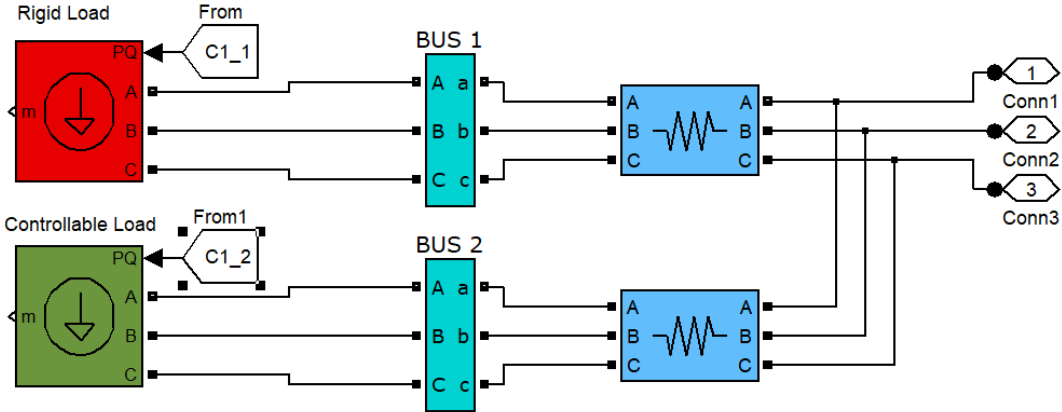 Rigid Load
From
PQ
C1_1
m
A
B
C
BUS 1
A a
B b
C c
A A
B B
C C
1
Conn1
2
Conn2
3
Conn3
Controllable Load
From1
PQ
C1_2
m
A
B
C
BUS 2
A a
B b
C c
A A
B B
C C